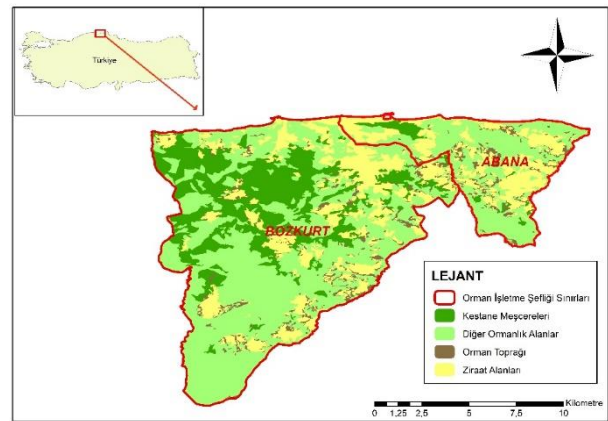 Türkiye
ABANA
BOZKURT
LEJANT
Orman İşletme Şefliği Sınırları
Kestane Meşcereleri
Diğer Ormanlık Alanlar
Orman Toprağı
Ziraat Alanları
Kilometre
0 1,25 2,5 5 7,5 10